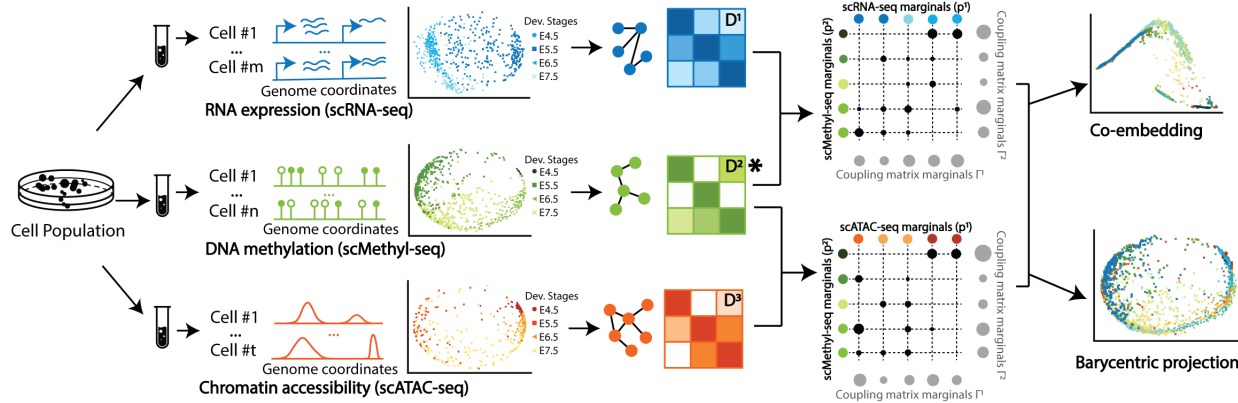 Cell Population
Cell #1
...
Cell #m
...
Genome coordinates
RNA expression (scRNA-seq)
Dev. Stages
E4.5
E5.5
E6.5
E7.5
D¹
Cell #1
...
Cell #n
...
Genome coordinates
DNA methylation (scMethyl-seq)
Dev. Stages
E4.5
E5.5
E6.5
E7.5
D²
*
Cell #1
...
Cell #t
...
Genome coordinates
Chromatin accessibility (scATAC-seq)
Dev. Stages
E4.5
E5.5
E6.5
E7.5
D³
scRNA-seq marginals (p¹)
scMethyl-seq marginals (p²)
Coupling matrix marginals Γ²
Coupling matrix marginals Γ¹
scATAC-seq marginals (p¹)
scMethyl-seq marginals (p²)
Coupling matrix marginals Γ²
Coupling matrix marginals Γ¹
Co-embedding
Barycentric projection